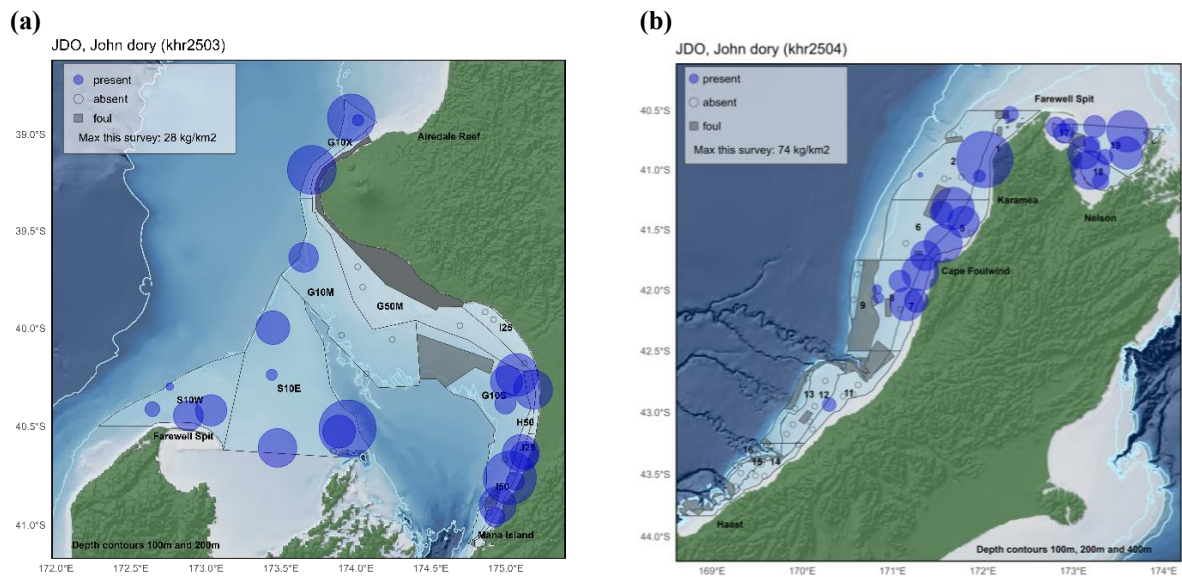 (a)
JDO, John dory (khr2503)
present
absent
foul
Max this survey: 28 kg/km2
39.0°S
39.5°S
40.0°S
40.5°S
41.0°S
G10X
Airedale Reef
G10M
G50M
I25
S10E
S10W
G10S
H50
Farewell Spit
J25
I50
Mana Island
Depth contours 100m and 200m
172.0°E 172.5°E 173.0°E 173.5°E 174.0°E 174.5°E 175.0°E
(b)
JDO, John dory (khr2504)
present
absent
foul
Max this survey: 74 kg/km2
40.5°S
41.0°S
41.5°S
42.0°S
42.5°S
43.0°S
43.5°S
44.0°S
Farewell Spit
17
19
2
1
18
Karamea
Nelson
6
5
Cape Foulwind
9
8
7
13
12
11
16
15
14
Haast
Depth contours 100m, 200m and 400m
169°E 170°E 171°E 172°E 173°E 174°E